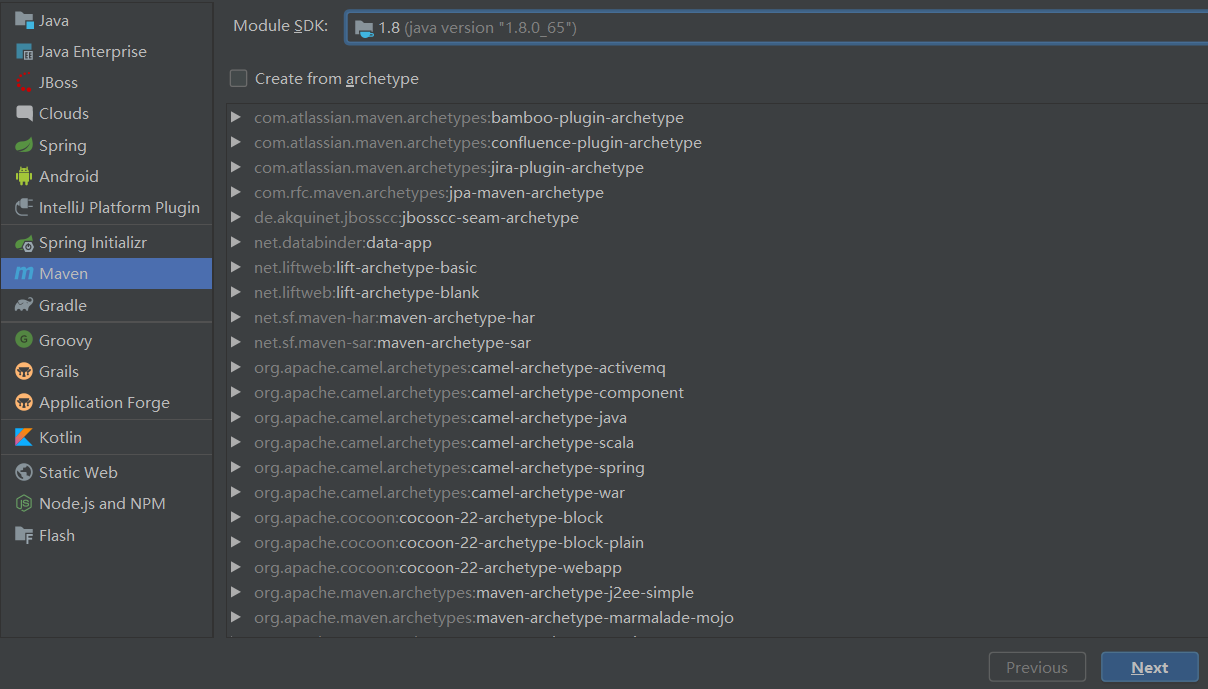 Java
Java Enterprise
JBoss
Clouds
Spring
Android
IntelliJ Platform Plugin
Spring Initializr
Maven
Gradle
Groovy
Grails
Application Forge
Kotlin
Static Web
Node.js and NPM
Flash
Module SDK:
1.8 (java version "1.8.0_65")
Create from archetype
com.atlassian.maven.archetypes:bamboo-plugin-archetype
com.atlassian.maven.archetypes:confluence-plugin-archetype
com.atlassian.maven.archetypes:jira-plugin-archetype
com.rfc.maven.archetypes:jpa-maven-archetype
de.akquinet.jbosscc:jbosscc-seam-archetype
net.databinder:data-app
net.liftweb:lift-archetype-basic
net.liftweb:lift-archetype-blank
net.sf.maven-har:maven-archetype-har
net.sf.maven-sar:maven-archetype-sar
org.apache.camel.archetypes:camel-archetype-activemq
org.apache.camel.archetypes:camel-archetype-component
org.apache.camel.archetypes:camel-archetype-java
org.apache.camel.archetypes:camel-archetype-scala
org.apache.camel.archetypes:camel-archetype-spring
org.apache.camel.archetypes:camel-archetype-war
org.apache.cocoon:cocoon-22-archetype-block
org.apache.cocoon:cocoon-22-archetype-block-plain
org.apache.cocoon:cocoon-22-archetype-webapp
org.apache.maven.archetypes:maven-archetype-j2ee-simple
org.apache.maven.archetypes:maven-archetype-marmalade-mojo
Previous
Next